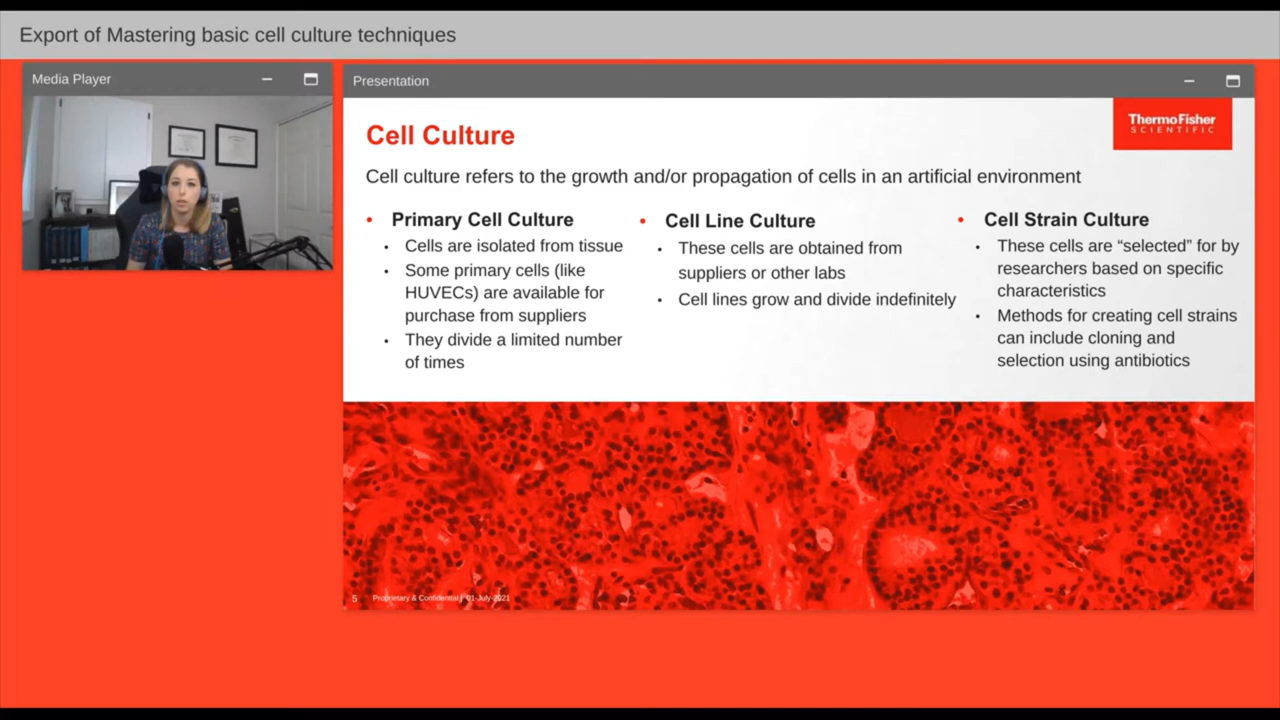 Export of Mastering basic cell culture techniques
Media Player
Presentation
ThermoFisher
SCIENTIFIC
Cell Culture
Cell culture refers to the growth and/or propagation of cells in an artificial environment
• Primary Cell Culture
• Cells are isolated from tissue
• Some primary cells (like
HUVECs) are available for
purchase from suppliers
• They divide a limited number
of times
• Cell Line Culture
• These cells are obtained from
suppliers or other labs
• Cell lines grow and divide indefinitely
• Cell Strain Culture
• These cells are “selected” for by
researchers based on specific
characteristics
• Methods for creating cell strains
can include cloning and
selection using antibiotics
5 Proprietary & Confidential | 01-July-2021